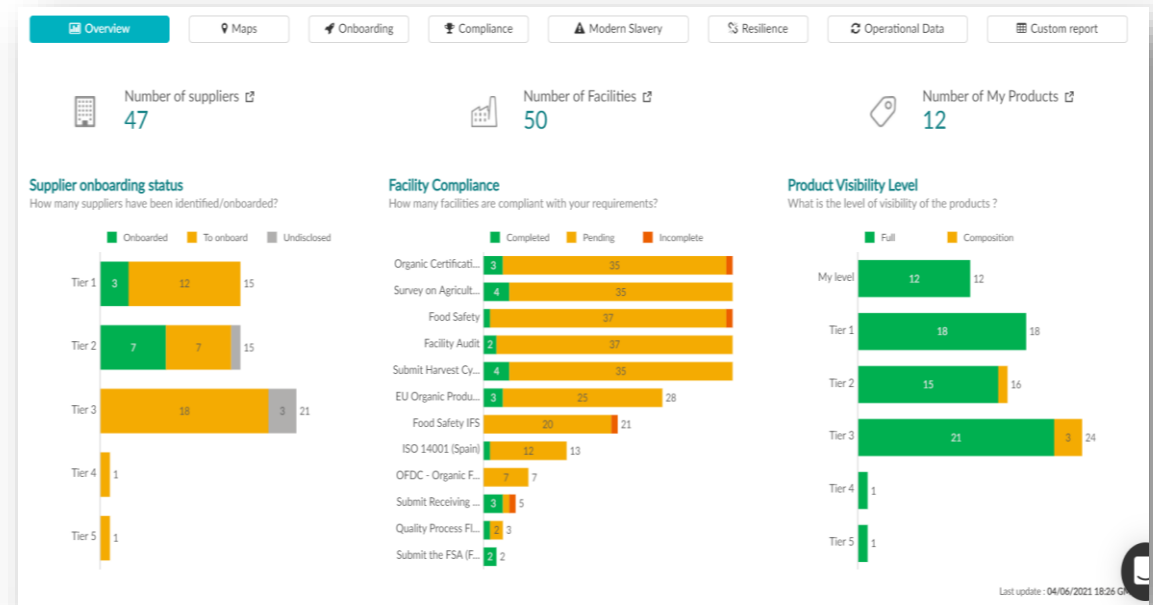 Overview Maps Onboarding Compliance Modern Slavery Resilience Operational Data Custom report
Number of suppliers
47
Number of Facilities
50
Number of My Products
12
Supplier onboarding status
How many suppliers have been identified/onboarded?
Onboarded To onboard Undisclosed
Tier 1 3 12 15
Tier 2 7 7 15
Tier 3 18 3 21
Tier 4 1
Tier 5 1
Facility Compliance
How many facilities are compliant with your requirements?
Completed Pending Incomplete
Organic Certificati... 3 35
Survey on Agricult... 4 35
Food Safety 37
Facility Audit 2 37
Submit Harvest Cy... 4 35
EU Organic Produ... 3 25 28
Food Safety IFS 20 21
ISO 14001 (Spain) 12 13
OFDC - Organic F... 7 7
Submit Receiving ... 3 5
Quality Process Fl... 2 3
Submit the FSA (F... 2 2
Product Visibility Level
What is the level of visibility of the products ?
Full Composition
My level 12 12
Tier 1 18 18
Tier 2 15 16
Tier 3 21 3 24
Tier 4 1
Tier 5 1
Last update : 04/06/2021 18:26